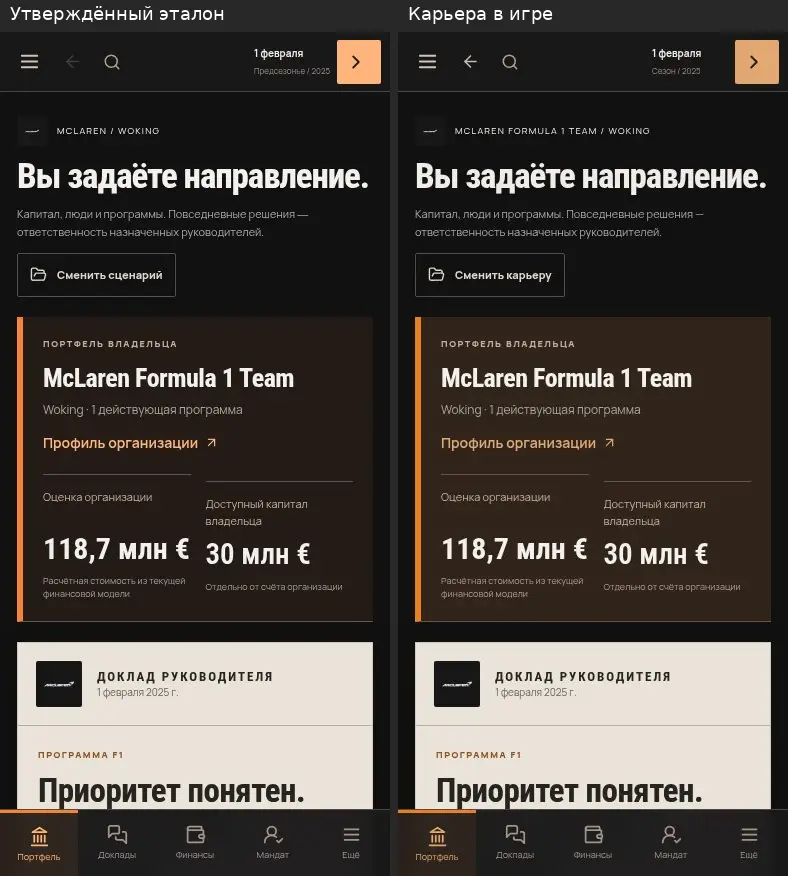 Утверждённый эталон
1 февраля
Предсезонье / 2025
MCLAREN / WOKING
Вы задаёте направление.
Капитал, люди и программы. Повседневные решения —
ответственность назначенных руководителей.
Сменить сценарий
ПОРТФЕЛЬ ВЛАДЕЛЬЦА
McLaren Formula 1 Team
Woking · 1 действующая программа
Профиль организации
Оценка организации
118,7 млн €
Расчётная стоимость из текущей
финансовой модели
Доступный капитал
владельца
30 млн €
Отдельно от счёта организации
McLaren
ДОКЛАД РУКОВОДИТЕЛЯ
1 февраля 2025 г.
ПРОГРАММА F1
Приоритет понятен.
Портфель
Доклады
Финансы
Мандат
Ещё
Карьера в игре
1 февраля
Сезон / 2025
MCLAREN FORMULA 1 TEAM / WOKING
Вы задаёте направление.
Капитал, люди и программы. Повседневные решения —
ответственность назначенных руководителей.
Сменить карьеру
ПОРТФЕЛЬ ВЛАДЕЛЬЦА
McLaren Formula 1 Team
Woking · 1 действующая программа
Профиль организации
Оценка организации
118,7 млн €
Расчётная стоимость из текущей
финансовой модели
Доступный капитал
владельца
30 млн €
Отдельно от счёта организации
McLaren
ДОКЛАД РУКОВОДИТЕЛЯ
1 февраля 2025 г.
ПРОГРАММА F1
Приоритет понятен.
Портфель
Доклады
Финансы
Мандат
Ещё